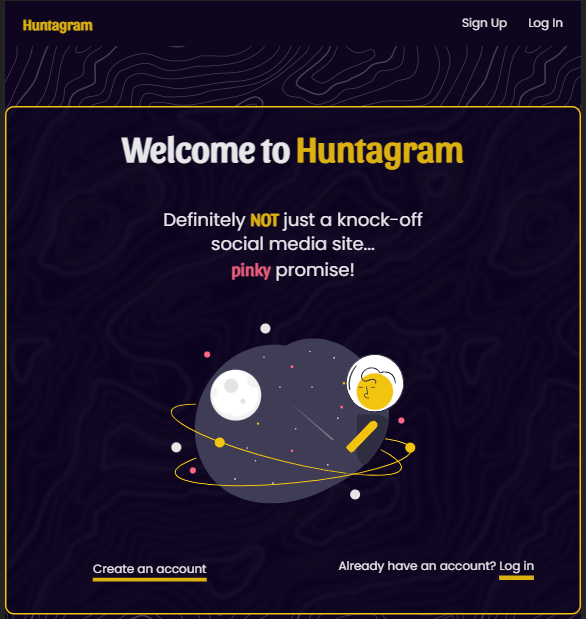 Huntagram
Sign Up Log In
Welcome to Huntagram
Definitely NOT just a knock-off
social media site...
pinky promise!
Create an account
Already have an account? Log in